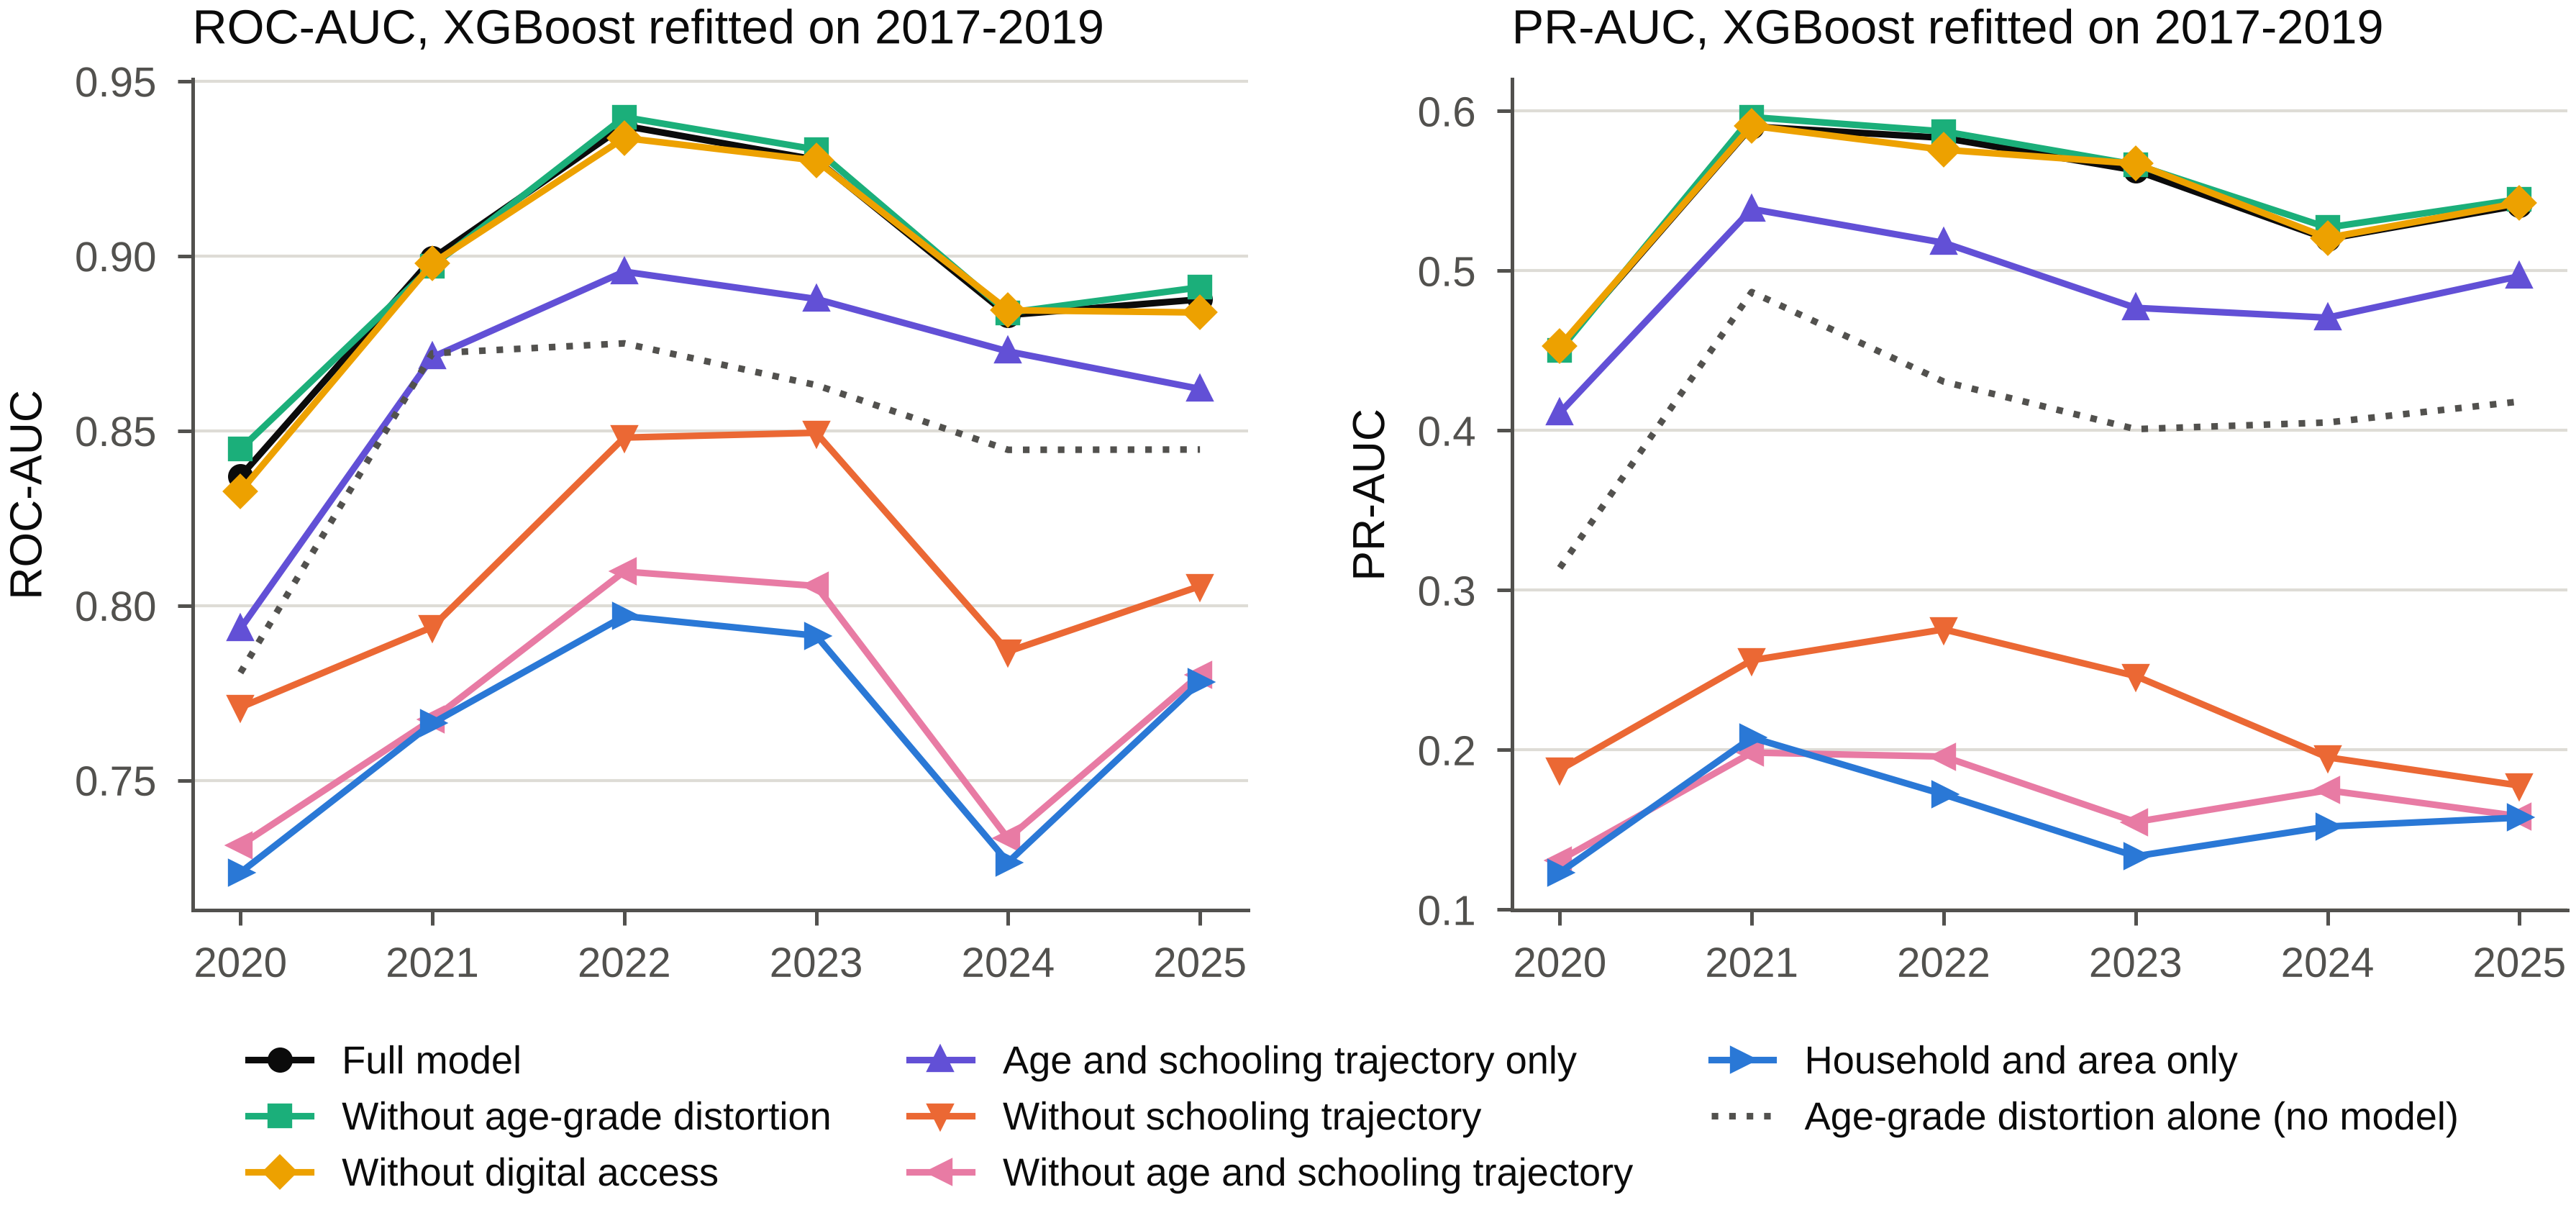 ROC-AUC, XGBoost refitted on 2017-2019
0.95
0.90
0.85
0.80
0.75
ROC-AUC
2020 2021 2022 2023 2024 2025
PR-AUC, XGBoost refitted on 2017-2019
0.6
0.5
0.4
0.3
0.2
0.1
PR-AUC
2020 2021 2022 2023 2024 2025
Full model
Without age-grade distortion
Without digital access
Age and schooling trajectory only
Without schooling trajectory
Without age and schooling trajectory
Household and area only
Age-grade distortion alone (no model)